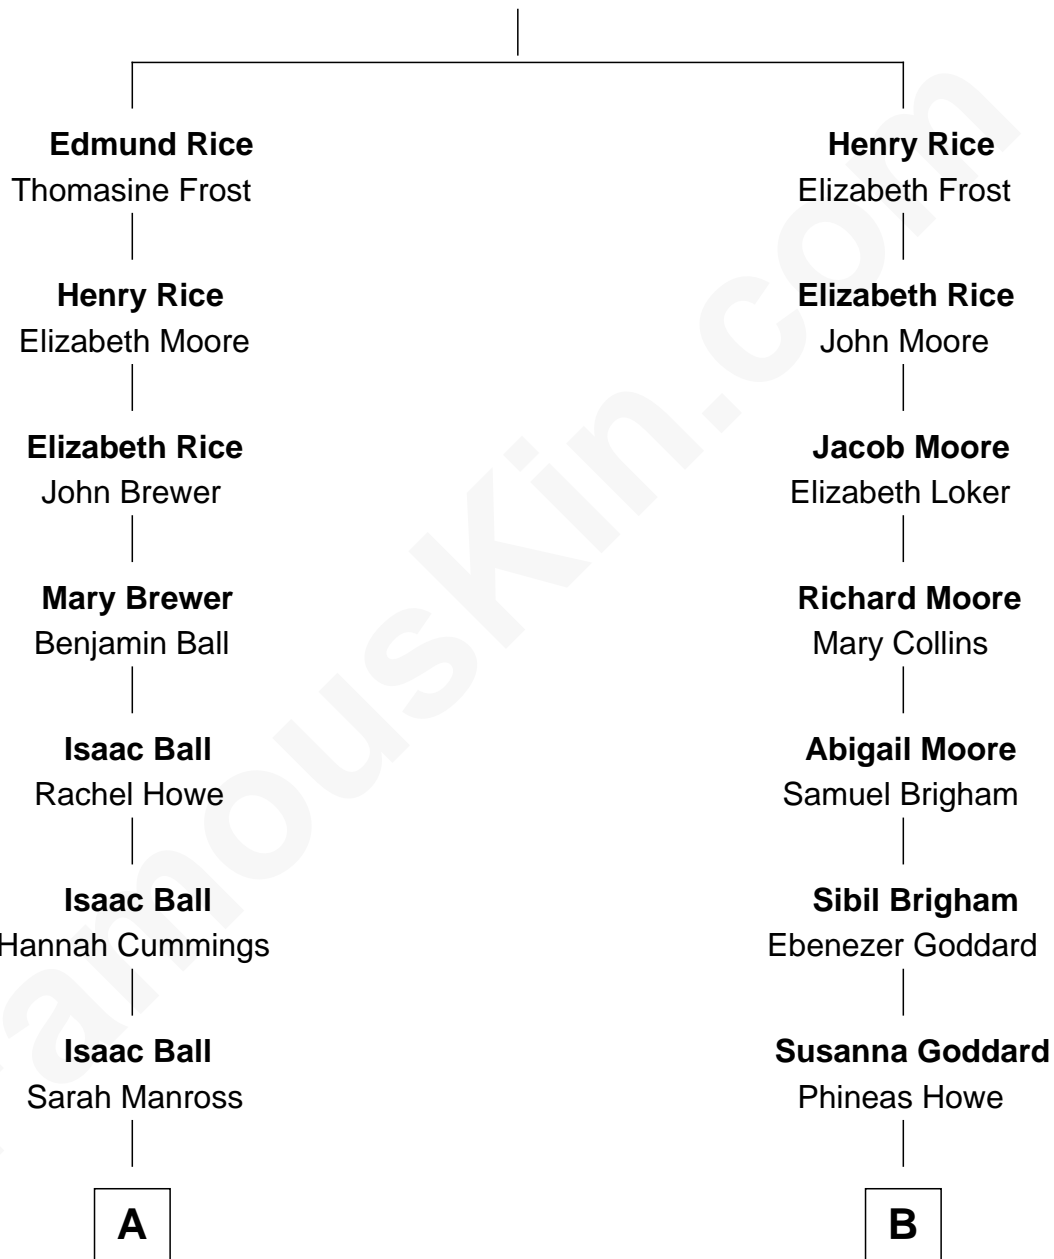 Edmund Rice
Thomasine Frost
Henry Rice
Elizabeth Moore
Elizabeth Rice
John Brewer
Mary Brewer
Benjamin Ball
Isaac Ball
Rachel Howe
Isaac Ball
Hannah Cummings
Isaac Ball
Sarah Manross
A
Henry Rice
Elizabeth Frost
Elizabeth Rice
John Moore
Jacob Moore
Elizabeth Loker
Richard Moore
Mary Collins
Abigail Moore
Samuel Brigham
Sibil Brigham
Ebenezer Goddard
Susanna Goddard
Phineas Howe
B
FamousKin.com